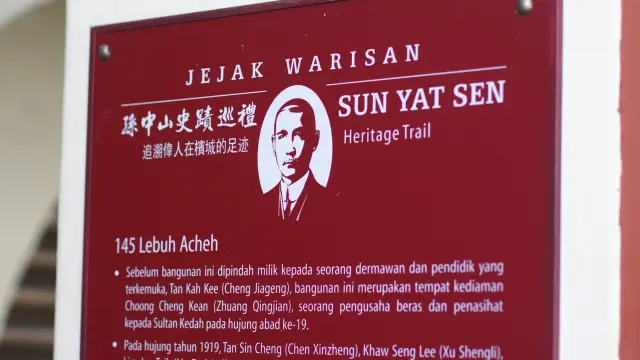 JEJAK WARISAN
孫中山史蹟巡禮
追溯偉人在檳城的足迹
SUN YAT SEN
Heritage Trail
145 Lebuh Acheh
• Sebelum bangunan ini dipindah milik kepada seorang dermawan dan pendidik yang
terkemuka, Tan Kah Kee (Cheng Jiageng), bangunan ini merupakan tempat kediaman
Choong Cheng Kean (Zhuang Qingjian), seorang pengusaha beras dan penasihat
kepada Sultan Kedah pada hujung abad ke-19.
• Pada hujung tahun 1919, Tan Sin Cheng (Chen Xinzheng), Khaw Seng Lee (Xu Shengli),